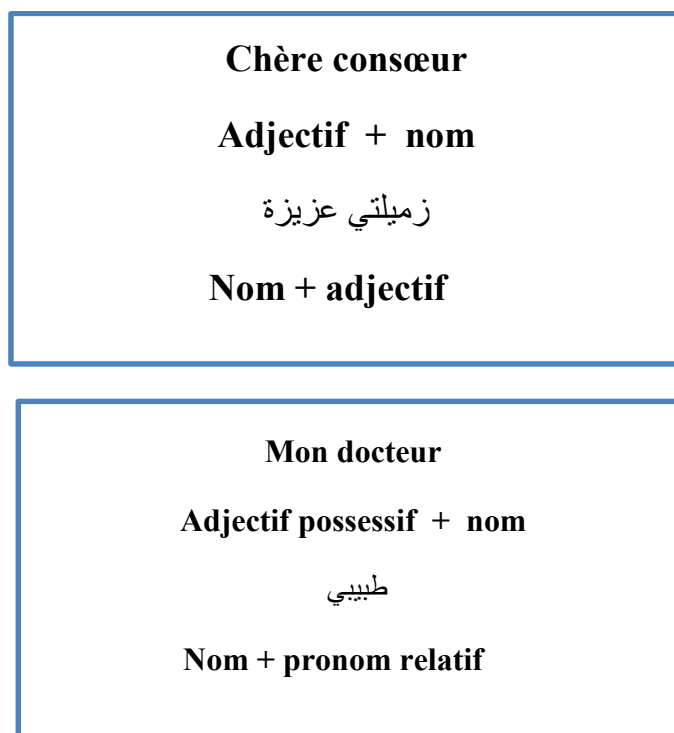 Chère consœur
Adjectif + nom
زميلتي عزيزة
Nom + adjectif
Mon docteur
Adjectif possessif + nom
طبيبي
Nom + pronom relatif